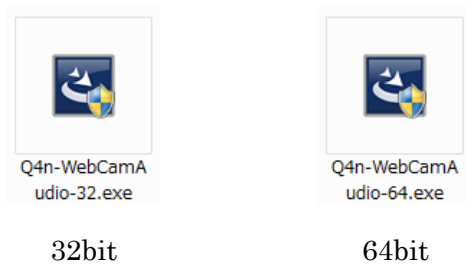 Q4n-WebCamA
udio-32.exe
Q4n-WebCamA
udio-64.exe
32bit
64bit